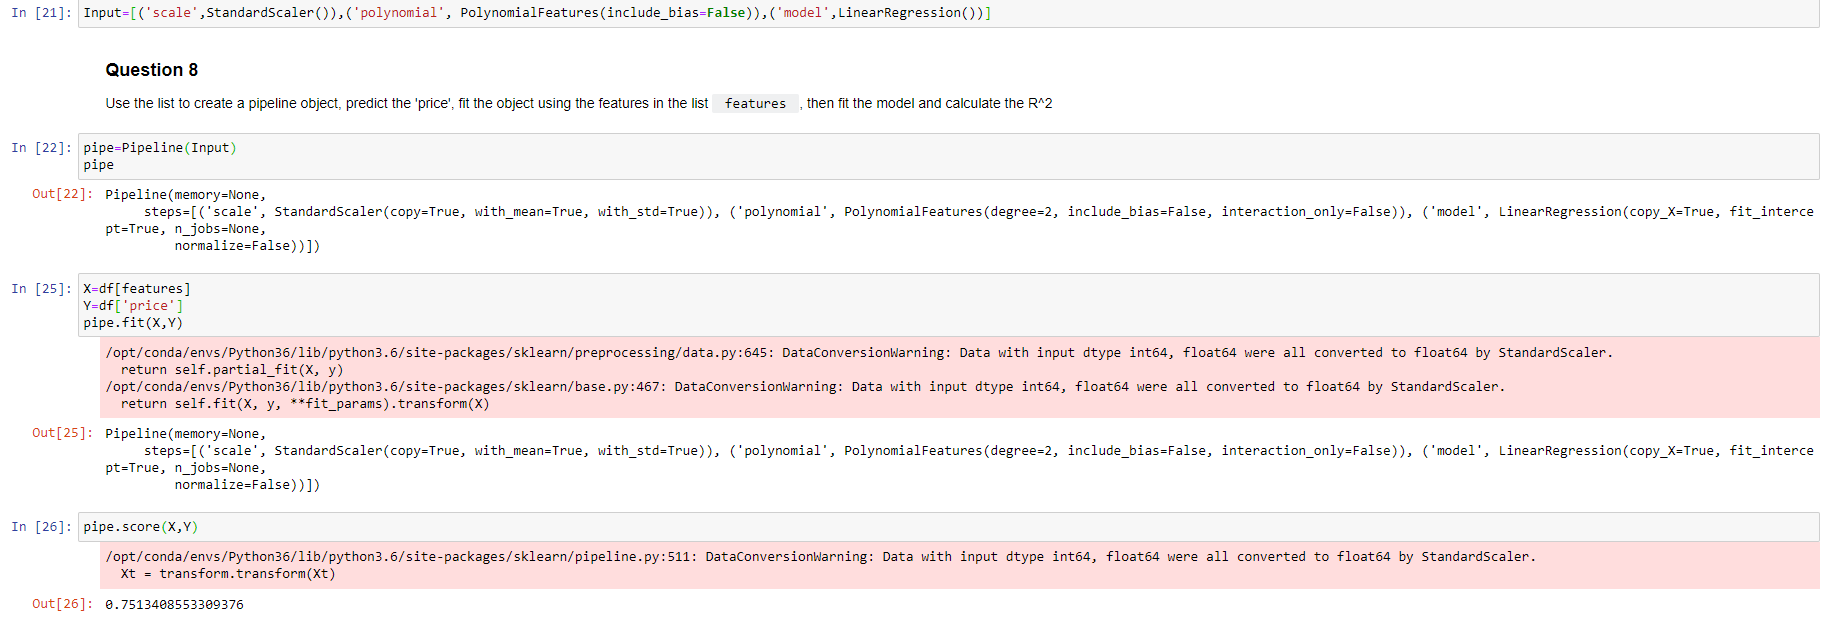 In [21]: Input=[('scale',StandardScaler()),('polynomial', PolynomialFeatures(include_bias=False)),('model',LinearRegression())]
Question 8
Use the list to create a pipeline object, predict the 'price', fit the object using the features in the list features , then fit the model and calculate the R^2
In [22]: pipe=Pipeline(Input)
pipe
Out[22]: Pipeline(memory=None,
     steps=[('scale', StandardScaler(copy=True, with_mean=True, with_std=True)), ('polynomial', PolynomialFeatures(degree=2, include_bias=False, interaction_only=False)), ('model', LinearRegression(copy_X=True, fit_interce
pt=True, n_jobs=None,
         normalize=False))])
In [25]: X=df[features]
Y=df['price']
pipe.fit(X,Y)
/opt/conda/envs/Python36/lib/python3.6/site-packages/sklearn/preprocessing/data.py:645: DataConversionWarning: Data with input dtype int64, float64 were all converted to float64 by StandardScaler.
  return self.partial_fit(X, y)
/opt/conda/envs/Python36/lib/python3.6/site-packages/sklearn/base.py:467: DataConversionWarning: Data with input dtype int64, float64 were all converted to float64 by StandardScaler.
  return self.fit(X, y, **fit_params).transform(X)
Out[25]: Pipeline(memory=None,
     steps=[('scale', StandardScaler(copy=True, with_mean=True, with_std=True)), ('polynomial', PolynomialFeatures(degree=2, include_bias=False, interaction_only=False)), ('model', LinearRegression(copy_X=True, fit_interce
pt=True, n_jobs=None,
         normalize=False))])
In [26]: pipe.score(X,Y)
/opt/conda/envs/Python36/lib/python3.6/site-packages/sklearn/pipeline.py:511: DataConversionWarning: Data with input dtype int64, float64 were all converted to float64 by StandardScaler.
  Xt = transform.transform(Xt)
Out[26]: 0.7513408553309376